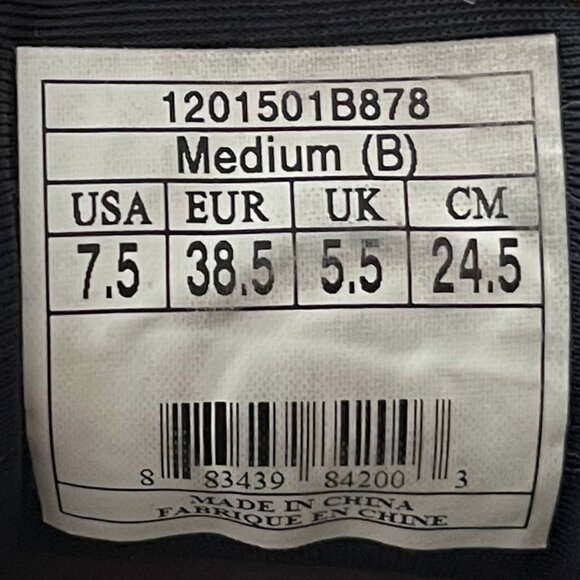 1201501B878
Medium (B)
USA EUR UK CM
7.5 38.5 5.5 24.5
8 83439 84200 3
MADE IN CHINA
FABRIQUE EN CHINE